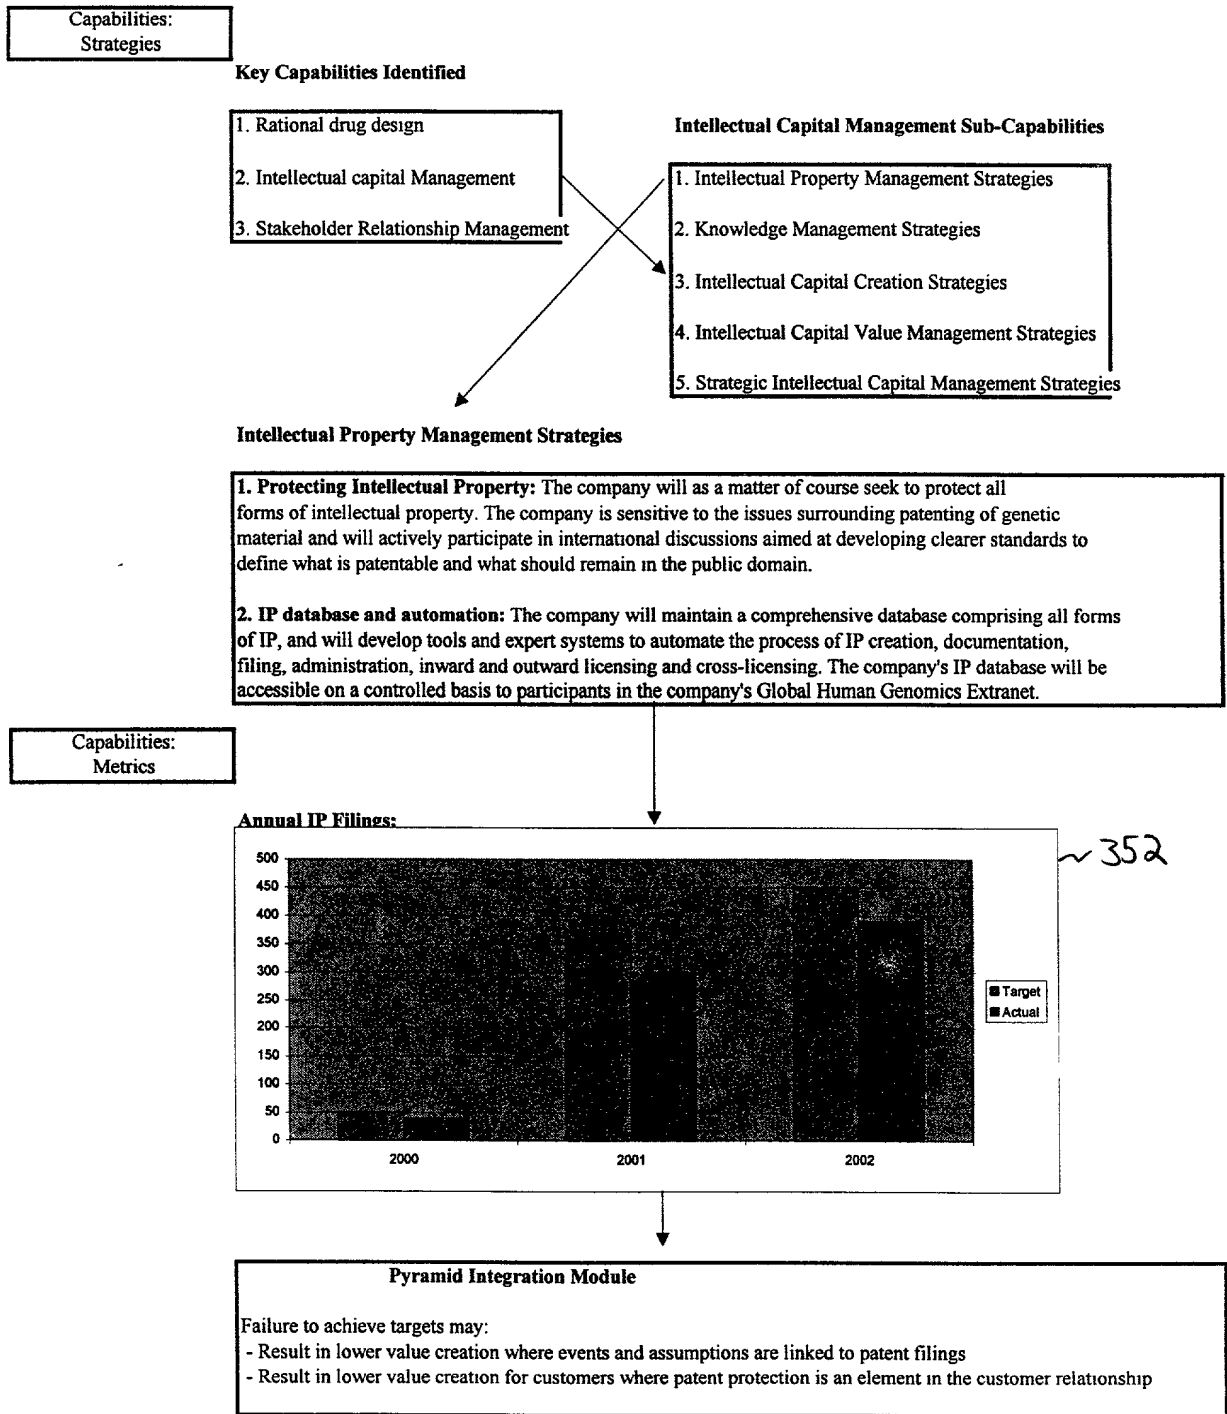 Capabilities:
Strategies
Key Capabilities Identified
1. Rational drug design
2. Intellectual capital Management
3. Stakeholder Relationship Management
Intellectual Capital Management Sub-Capabilities
1. Intellectual Property Management Strategies
2. Knowledge Management Strategies
3. Intellectual Capital Creation Strategies
4. Intellectual Capital Value Management Strategies
5. Strategic Intellectual Capital Management Strategies
Intellectual Property Management Strategies
1. Protecting Intellectual Property: The company will as a matter of course seek to protect all
forms of intellectual property. The company is sensitive to the issues surrounding patenting of genetic
material and will actively participate in international discussions aimed at developing clearer standards to
define what is patentable and what should remain in the public domain.
2. IP database and automation: The company will maintain a comprehensive database comprising all forms
of IP, and will develop tools and expert systems to automate the process of IP creation, documentation,
filing, administration, inward and outward licensing and cross-licensing. The company's IP database will be
accessible on a controlled basis to participants in the company's Global Human Genomics Extranet.
Capabilities:
Metrics
Annual IP Filings:
~ 352
500
450
400
350
300
250
200
150
100
50
0
2000
2001
2002
Target
Actual
Pyramid Integration Module
Failure to achieve targets may:
- Result in lower value creation where events and assumptions are linked to patent filings
- Result in lower value creation for customers where patent protection is an element in the customer relationship